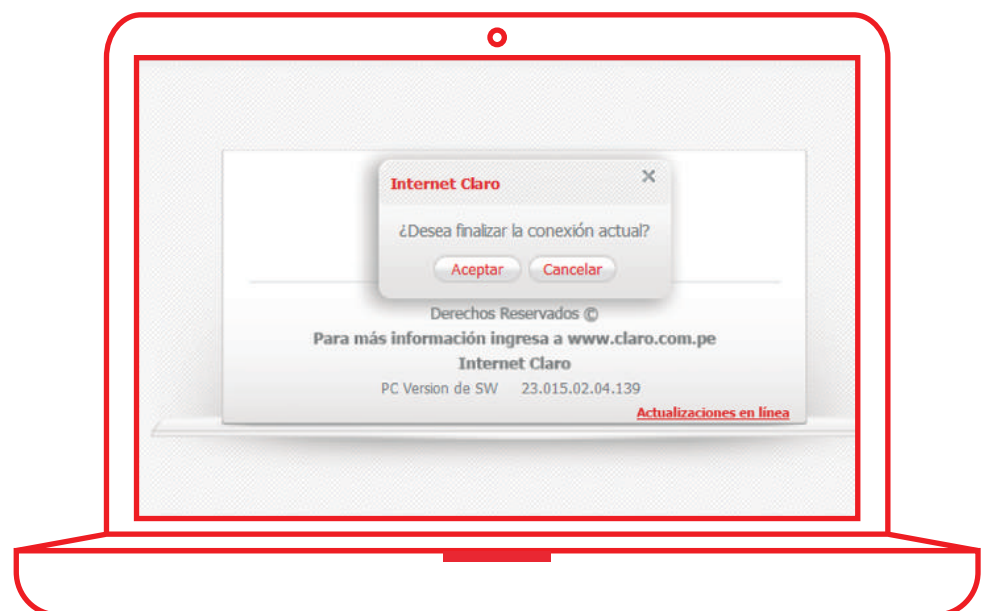 Internet Claro
¿Desea finalizar la conexión actual?
Aceptar Cancelar
Derechos Reservados ©
Para más información ingresa a www.claro.com.pe
Internet Claro
PC Version de SW 23.015.02.04.139
Actualizaciones en línea